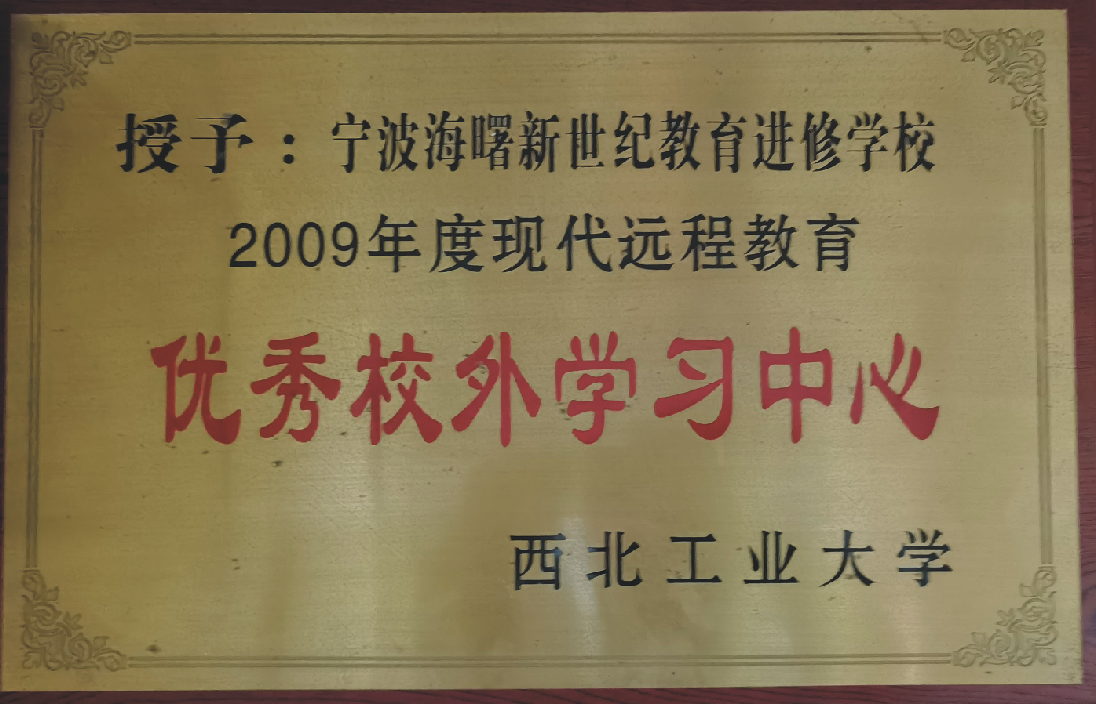 授予：宁波海曙新世纪教育进修学校
2009年度现代远程教育
优秀校外学习中心
西北工业大学